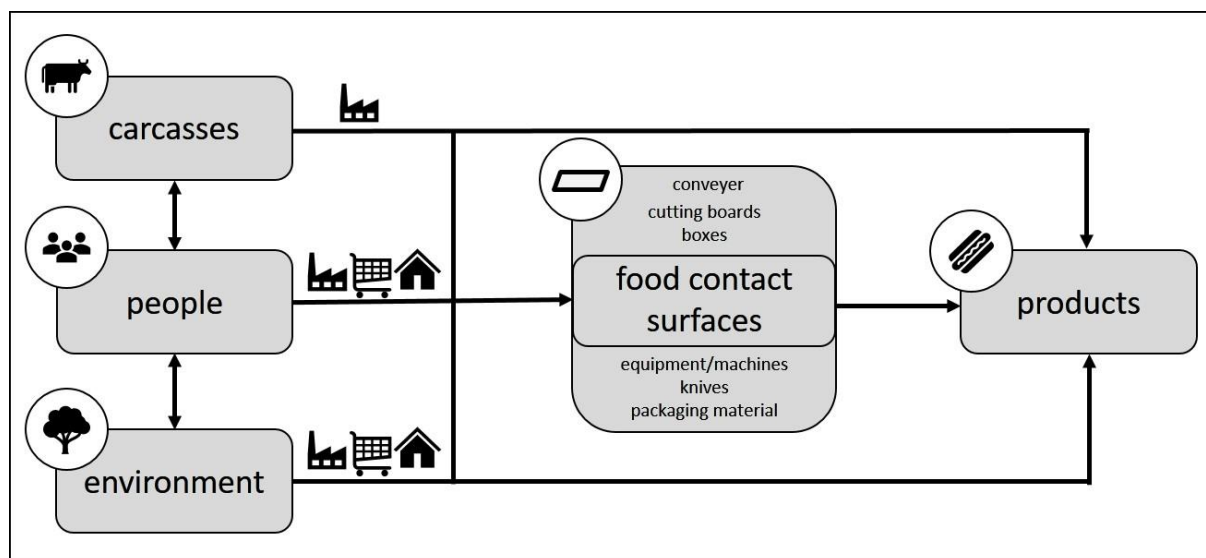 carcasses
people
environment
conveyer
cutting boards
boxes
food contact
surfaces
equipment/machines
knives
packaging material
products